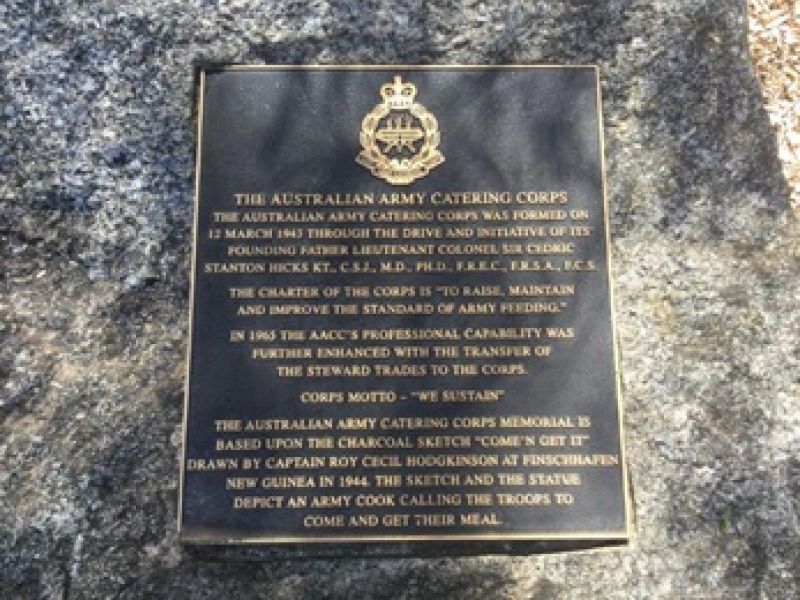 THE AUSTRALIAN ARMY CATERING CORPS
THE AUSTRALIAN ARMY CATERING CORPS WAS FORMED ON
12 MARCH 1943 THROUGH THE DRIVE AND INITIATIVE OF ITS
FOUNDING FATHER LIEUTENANT COLONEL SIR CEDRIC
STANTON HICKS KT., C.S.J., M.D., PH.D., F.R.E.C., F.R.S.A., F.C.S.
THE CHARTER OF THE CORPS IS "TO RAISE, MAINTAIN
AND IMPROVE THE STANDARD OF ARMY FEEDING."
IN 1965 THE AACC'S PROFESSIONAL CAPABILITY WAS
FURTHER ENHANCED WITH THE TRANSFER OF
THE STEWARD TRADES TO THE CORPS.
CORPS MOTTO – "WE SUSTAIN"
THE AUSTRALIAN ARMY CATERING CORPS MEMORIAL IS
BASED UPON THE CHARCOAL SKETCH "COME'N GET IT"
DRAWN BY CAPTAIN ROY CECIL HODGKINSON AT FINSCHHAFEN
NEW GUINEA IN 1944. THE SKETCH AND THE STATUE
DEPICT AN ARMY COOK CALLING THE TROOPS TO
COME AND GET THEIR MEAL.